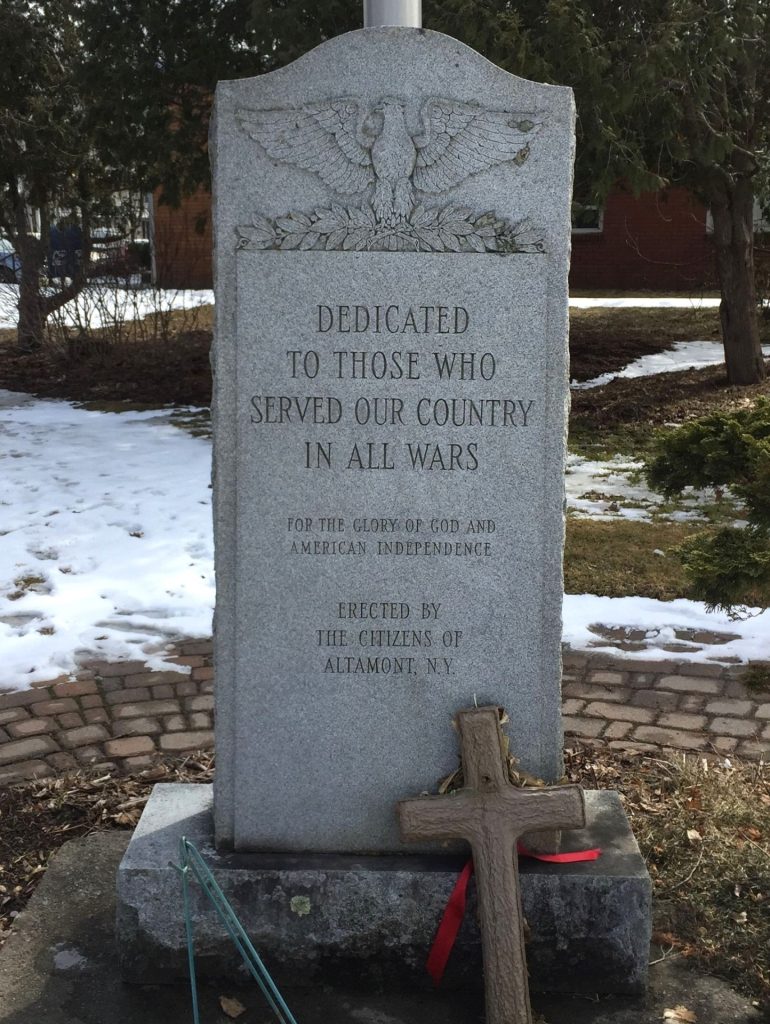 DEDICATED
TO THOSE WHO
SERVED OUR COUNTRY
IN ALL WARS
FOR THE GLORY OF GOD AND
AMERICAN INDEPENDENCE
ERECTED BY
THE CITIZENS OF
ALTAMONT, N.Y.